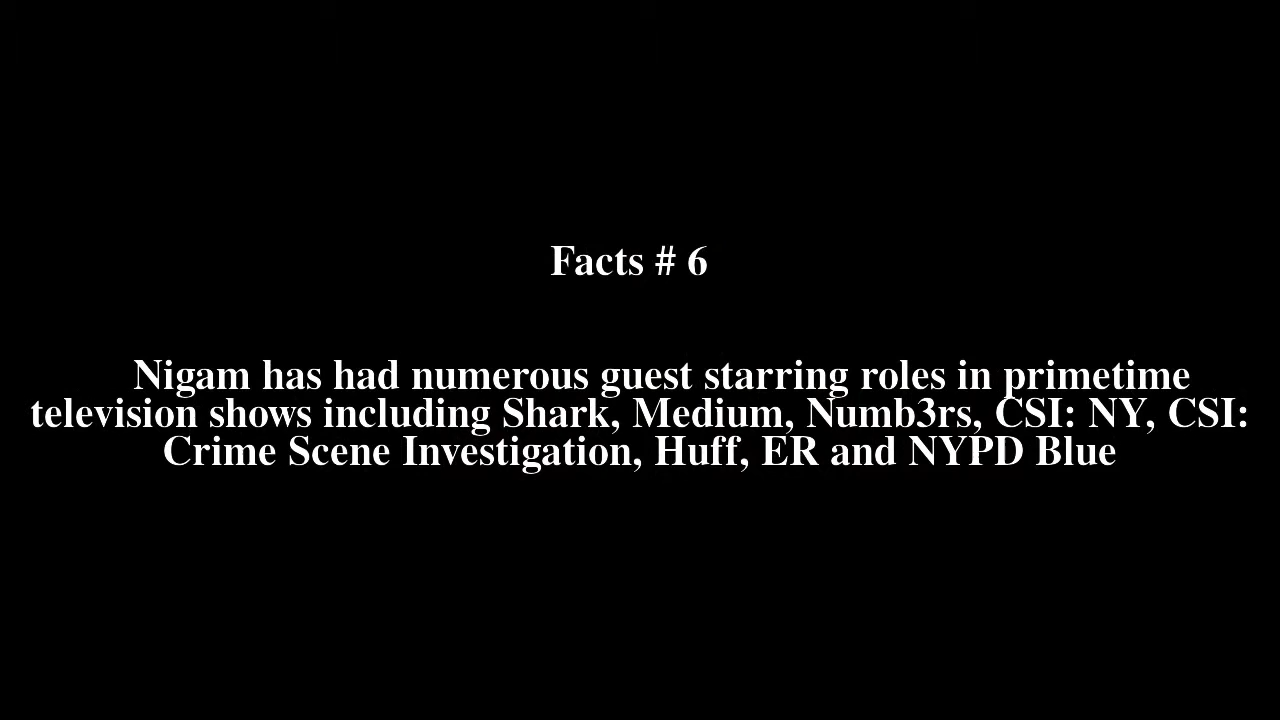 Facts # 6
Nigam has had numerous guest starring roles in primetime
television shows including Shark, Medium, Numb3rs, CSI: NY, CSI:
Crime Scene Investigation, Huff, ER and NYPD Blue